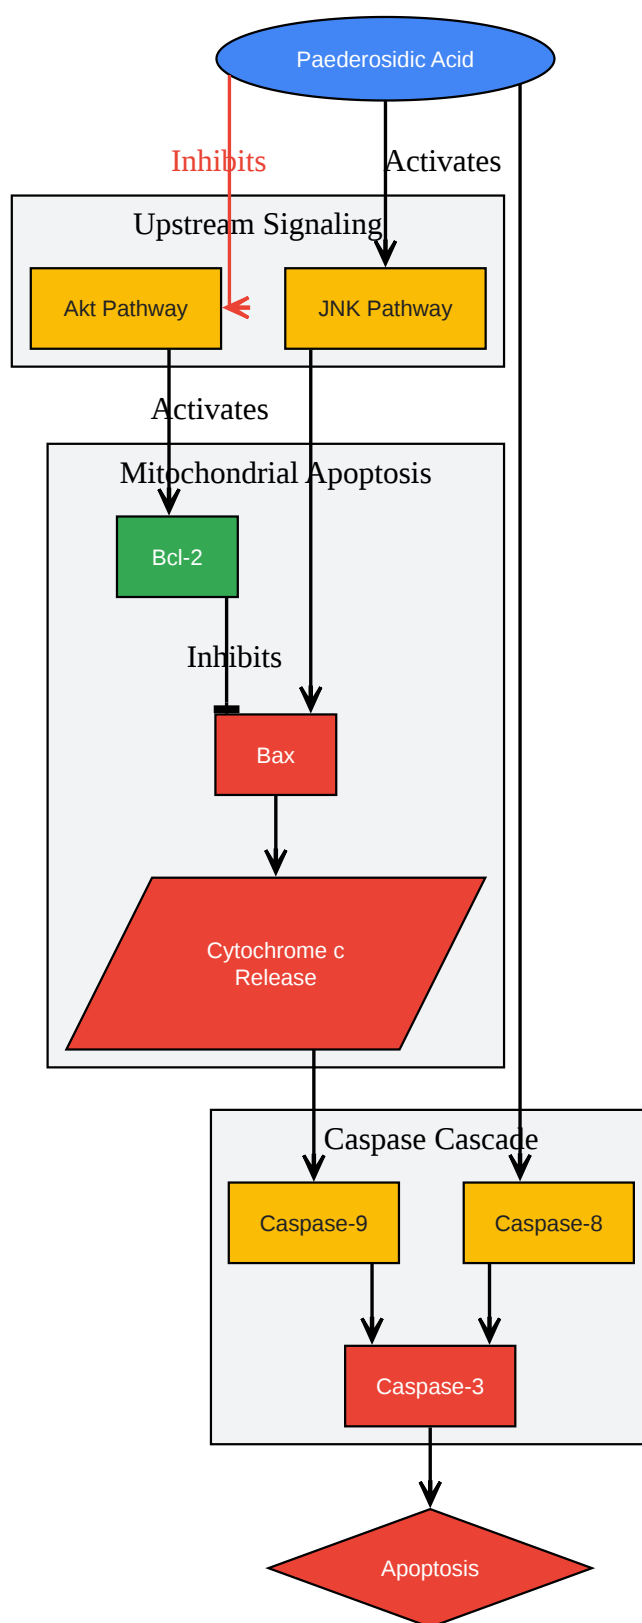 Paederosidic Acid
Inhibits
Activates
Upstream Signaling
Akt Pathway
JNK Pathway
Activates
Mitochondrial Apoptosis
Bcl-2
Inhibits
Bax
Cytochrome c
Release
Caspase Cascade
Caspase-9
Caspase-8
Caspase-3
Apoptosis